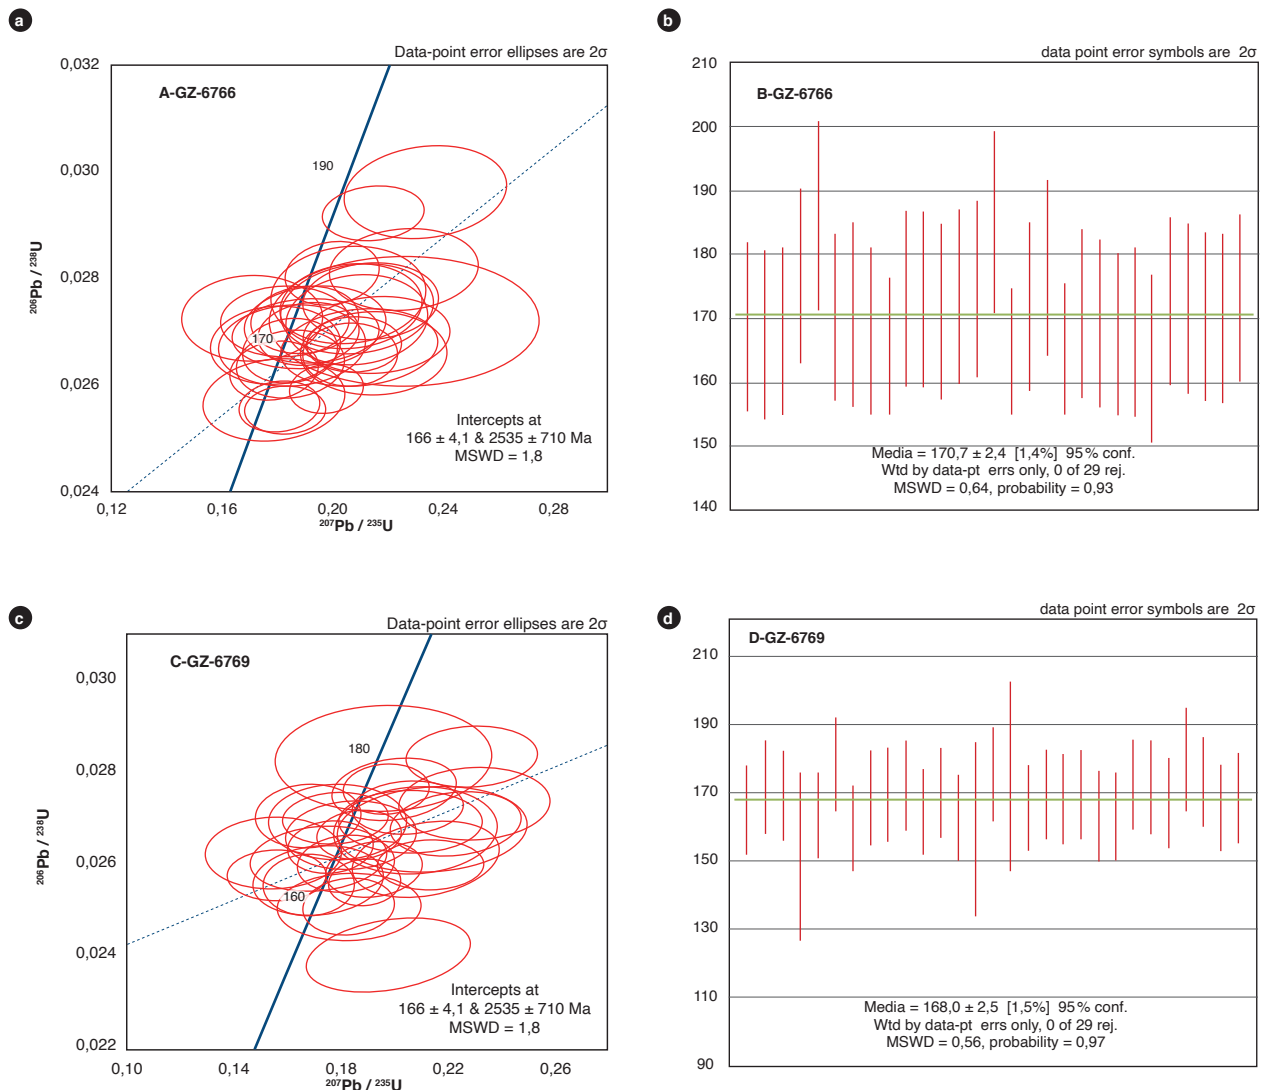 a
Data-point error ellipses are 2σ
A-GZ-6766
0,032
0,030
0,028
0,026
0,024
206Pb / 238U
190
170
Intercepts at
166 ± 4,1 & 2535 ± 710 Ma
MSWD = 1,8
0,12
0,16
0,20
0,24
0,28
207Pb / 235U
b
data point error symbols are 2σ
B-GZ-6766
210
200
190
180
170
160
150
140
Media = 170,7 ± 2,4 [1,4%] 95% conf.
Wtd by data-pt errs only, 0 of 29 rej.
MSWD = 0,64, probability = 0,93
c
Data-point error ellipses are 2σ
C-GZ-6769
0,030
0,028
0,026
0,024
0,022
206Pb / 238U
180
160
Intercepts at
166 ± 4,1 & 2535 ± 710 Ma
MSWD = 1,8
0,10
0,14
0,18
0,22
0,26
207Pb / 235U
d
data point error symbols are 2σ
D-GZ-6769
210
190
170
150
130
110
90
Media = 168,0 ± 2,5 [1,5%] 95% conf.
Wtd by data-pt errs only, 0 of 29 rej.
MSWD = 0,56, probability = 0,97